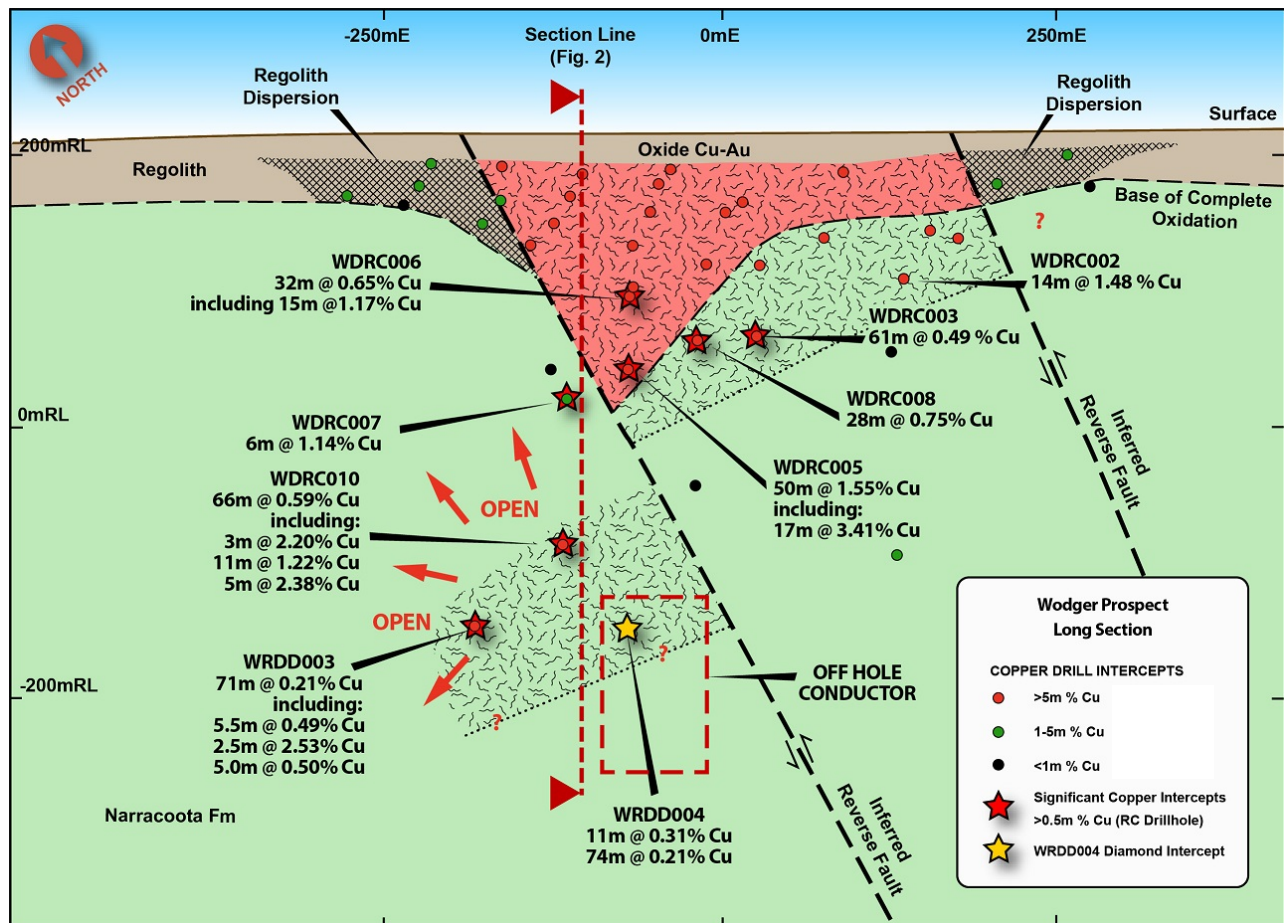 -250mE
Section Line
(Fig. 2)
0mE
250mE
NORTH
Regolith
Dispersion
Regolith
Dispersion
Surface
200mRL
Regolith
Oxide Cu-Au
Base of Complete
Oxidation
?
WDRC006
32m @ 0.65% Cu
including 15m @1.17% Cu
WDRC002
14m @ 1.48 % Cu
WDRC003
61m @ 0.49 % Cu
WDRC008
28m @ 0.75% Cu
0mRL
WDRC007
6m @ 1.14% Cu
Inferred
Reverse Fault
WDRC005
50m @ 1.55% Cu
including:
17m @ 3.41% Cu
WDRC010
66m @ 0.59% Cu
including:
3m @ 2.20% Cu
11m @ 1.22% Cu
5m @ 2.38% Cu
OPEN
OPEN
WRDD003
71m @ 0.21% Cu
including:
5.5m @ 0.49% Cu
2.5m @ 2.53% Cu
5.0m @ 0.50% Cu
?
?
OFF HOLE
CONDUCTOR
-200mRL
Narracoota Fm
WRDD004
11m @ 0.31% Cu
74m @ 0.21% Cu
Inferred
Reverse Fault
Wodger Prospect
Long Section
COPPER DRILL INTERCEPTS
>5m % Cu
1-5m % Cu
<1m % Cu
Significant Copper Intercepts
>0.5m % Cu (RC Drillhole)
WRDD004 Diamond Intercept